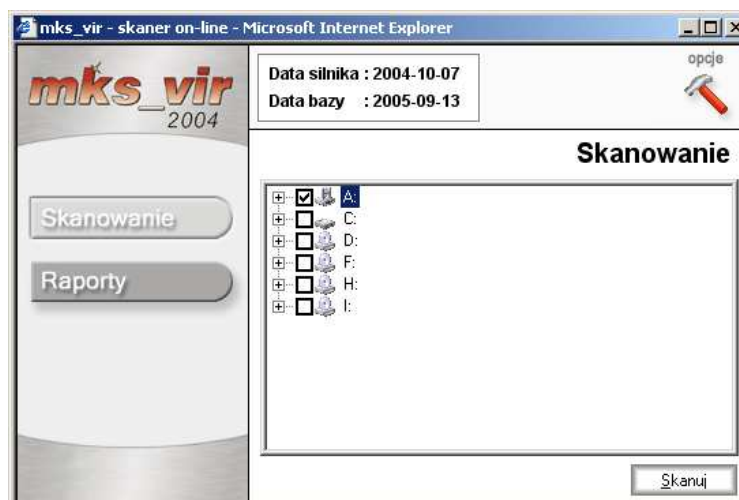 mks_vir - skaner on-line - Microsoft Internet Explorer
mks_vir
2004
Data silnika : 2004-10-07
Data bazy : 2005-09-13
opcje
Skanowanie
Skanowanie
Raporty
A:
C:
D:
F:
H:
I:
Skanuj